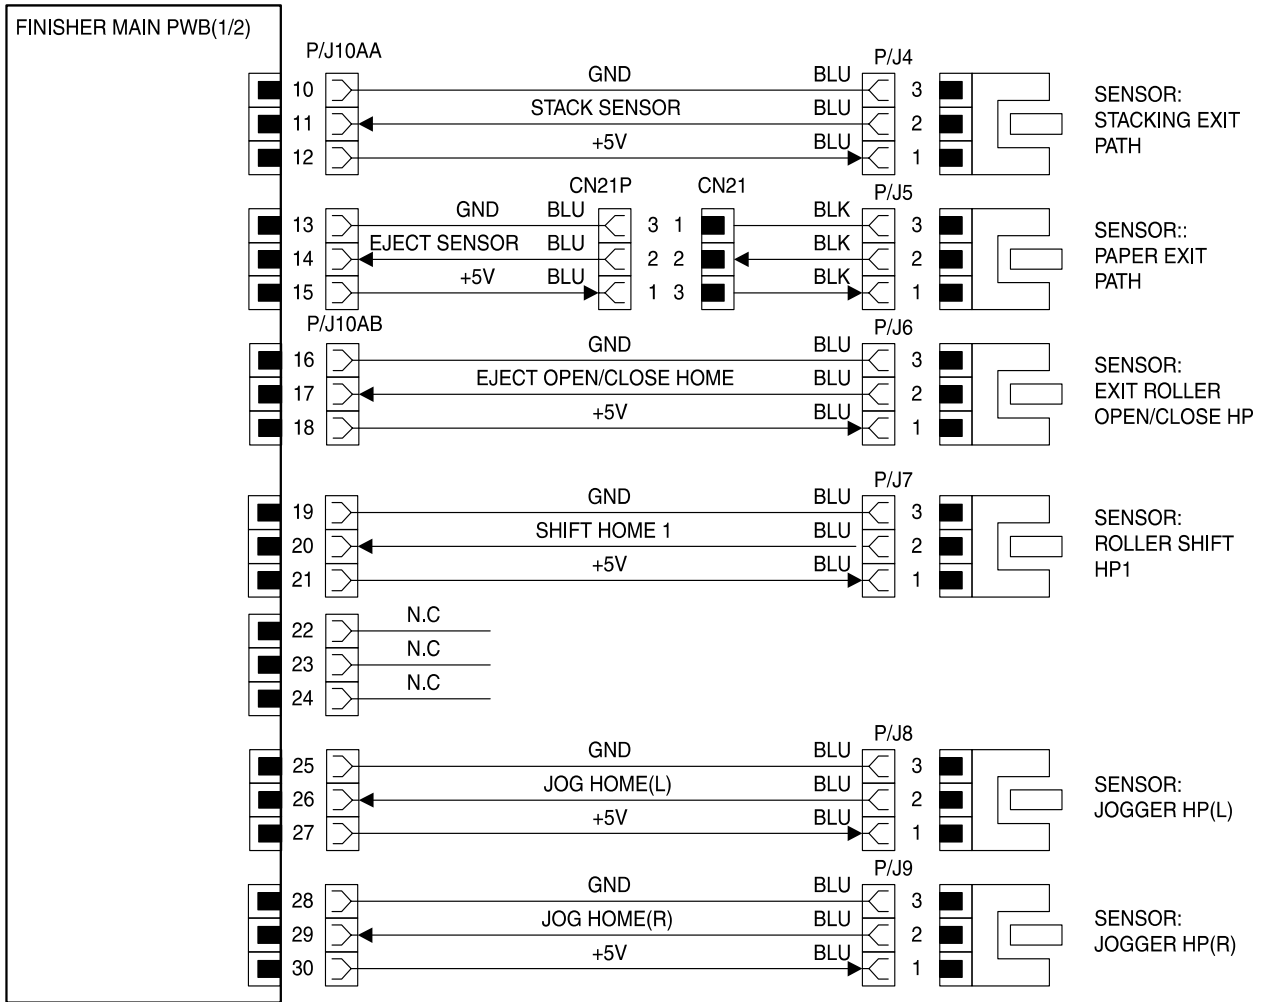 FINISHER MAIN PWB(1/2)
P/J10AA
P/J4
10 GND BLU 3
11 STACK SENSOR BLU 2
12 +5V BLU 1
SENSOR:
STACKING EXIT
PATH
CN21P CN21 P/J5
13 GND BLU 3 1 BLK 3
14 EJECT SENSOR BLU 2 2 BLK 2
15 +5V BLU 1 3 BLK 1
SENSOR::
PAPER EXIT
PATH
P/J10AB
P/J6
16 GND BLU 3
17 EJECT OPEN/CLOSE HOME BLU 2
18 +5V BLU 1
SENSOR:
EXIT ROLLER
OPEN/CLOSE HP
P/J7
19 GND BLU 3
20 SHIFT HOME 1 BLU 2
21 +5V BLU 1
SENSOR:
ROLLER SHIFT
HP1
22 N.C
23 N.C
24 N.C
P/J8
25 GND BLU 3
26 JOG HOME(L) BLU 2
27 +5V BLU 1
SENSOR:
JOGGER HP(L)
P/J9
28 GND BLU 3
29 JOG HOME(R) BLU 2
30 +5V BLU 1
SENSOR:
JOGGER HP(R)